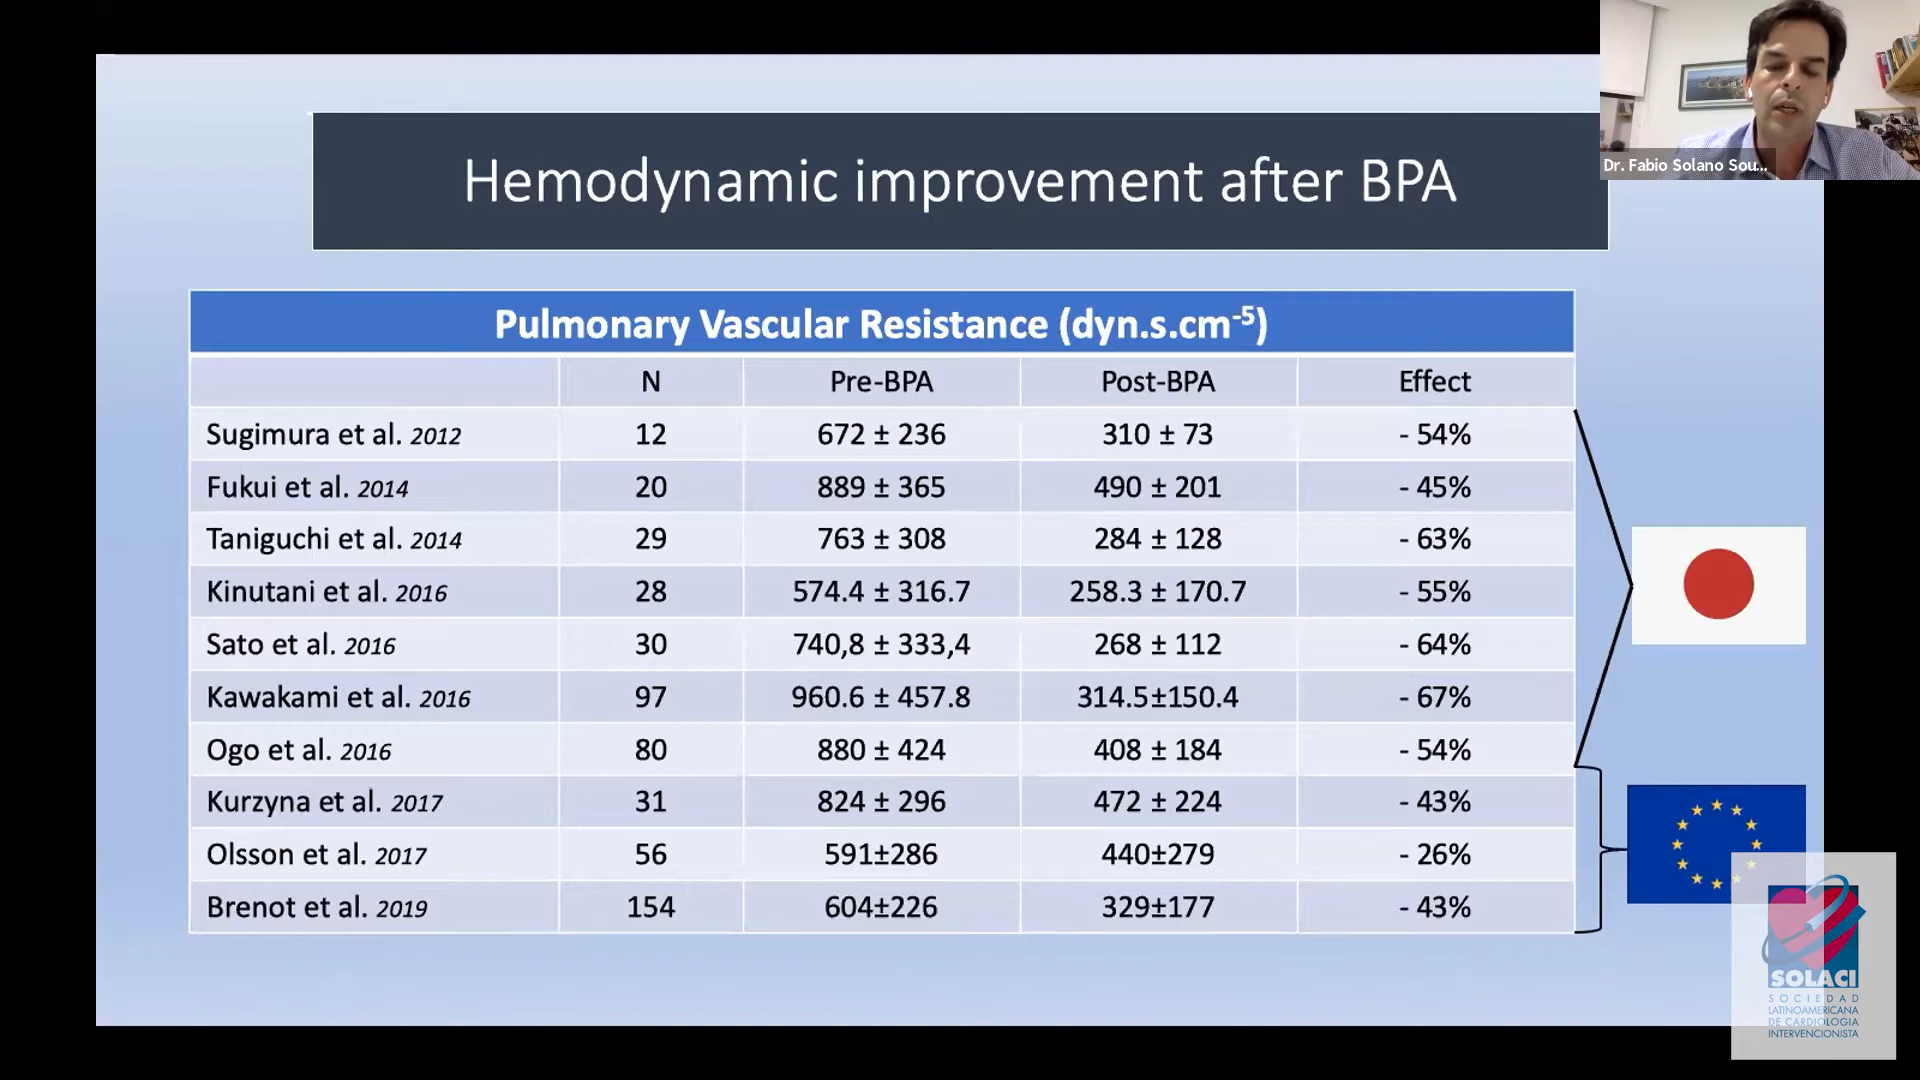 Hemodynamic improvement after BPA
Dr. Fabio Solano Sou...
Pulmonary Vascular Resistance (dyn.s.cm-5)
N Pre-BPA Post-BPA Effect
Sugimura et al. 2012 12 672 ± 236 310 ± 73 - 54%
Fukui et al. 2014 20 889 ± 365 490 ± 201 - 45%
Taniguchi et al. 2014 29 763 ± 308 284 ± 128 - 63%
Kinutani et al. 2016 28 574.4 ± 316.7 258.3 ± 170.7 - 55%
Sato et al. 2016 30 740,8 ± 333,4 268 ± 112 - 64%
Kawakami et al. 2016 97 960.6 ± 457.8 314.5±150.4 - 67%
Ogo et al. 2016 80 880 ± 424 408 ± 184 - 54%
Kurzyna et al. 2017 31 824 ± 296 472 ± 224 - 43%
Olsson et al. 2017 56 591±286 440±279 - 26%
Brenot et al. 2019 154 604±226 329±177 - 43%
SOLACI
SOCIEDAD
LATINOAMERICANA
DE CARDIOLOGIA
INTERVENCIONISTA